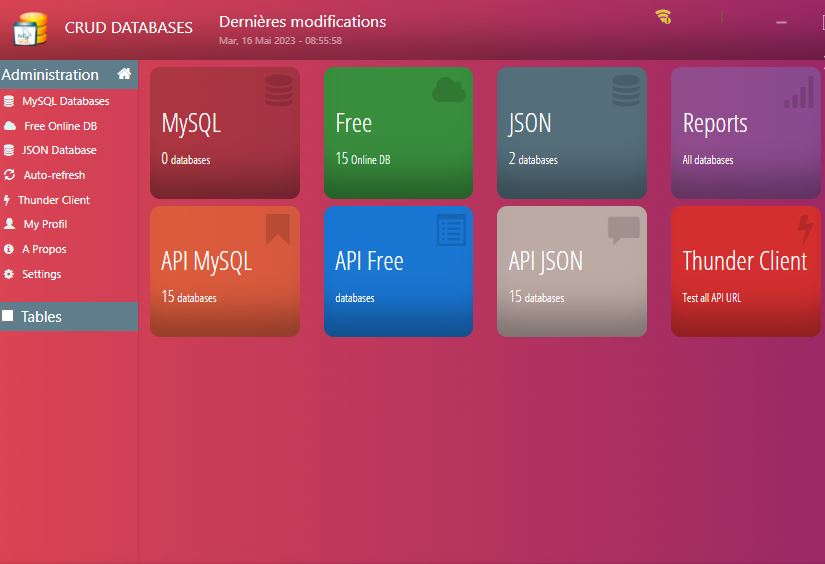 CRUD DATABASES
Dernières modifications
Mar, 16 Mai 2023 - 08:55:58
Administration
MySQL Databases
Free Online DB
JSON Database
Auto-refresh
Thunder Client
My Profil
A Propos
Settings
Tables
MySQL
0 databases
Free
15 Online DB
JSON
2 databases
Reports
All databases
API MySQL
15 databases
API Free
databases
API JSON
15 databases
Thunder Client
Test all API URL